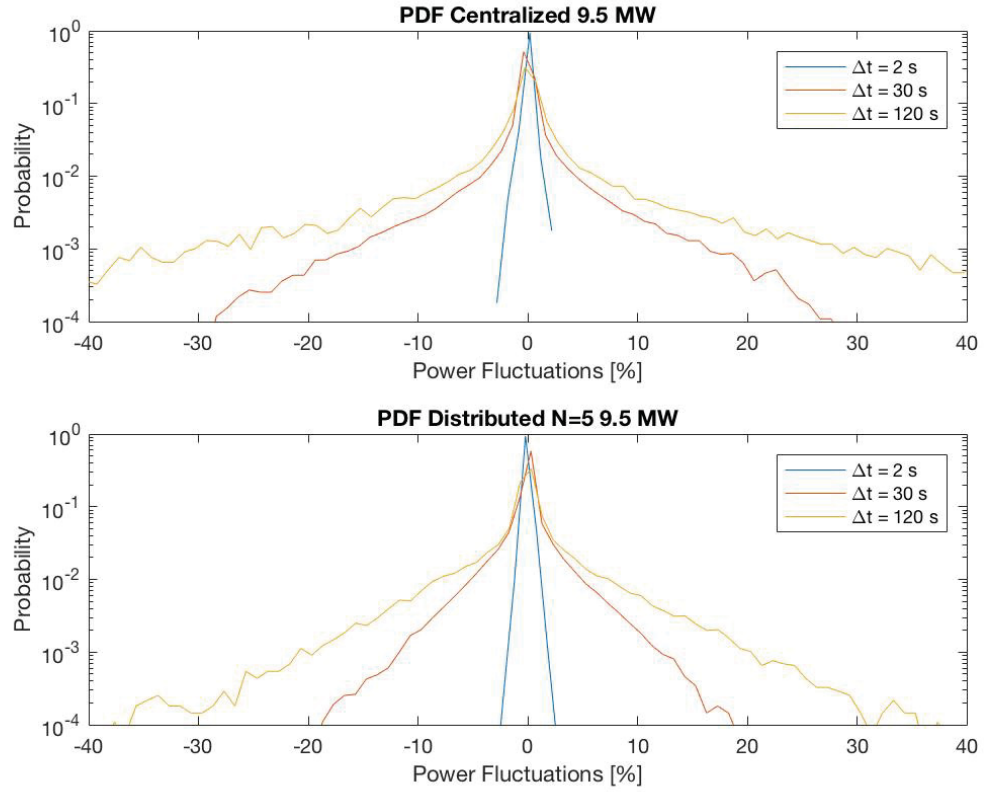 PDF Centralized 9.5 MW
Probability
10^0
10^-1
10^-2
10^-3
10^-4
-40 -30 -20 -10 0 10 20 30 40
Power Fluctuations [%]
Δt = 2 s
Δt = 30 s
Δt = 120 s
PDF Distributed N=5 9.5 MW
Probability
10^0
10^-1
10^-2
10^-3
10^-4
-40 -30 -20 -10 0 10 20 30 40
Power Fluctuations [%]
Δt = 2 s
Δt = 30 s
Δt = 120 s